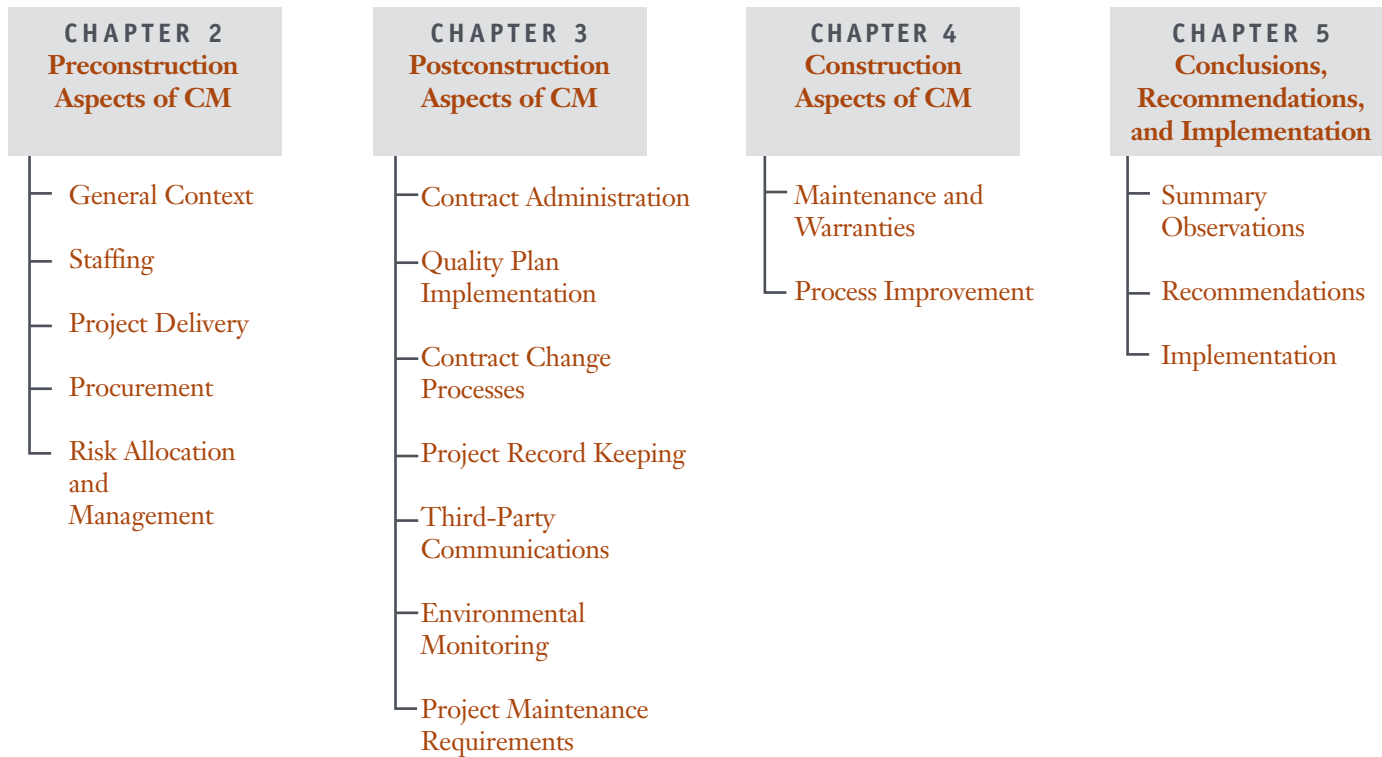 CHAPTER 2
Preconstruction
Aspects of CM
General Context
Staffing
Project Delivery
Procurement
Risk Allocation
and
Management
CHAPTER 3
Postconstruction
Aspects of CM
Contract Administration
Quality Plan
Implementation
Contract Change
Processes
Project Record Keeping
Third-Party
Communications
Environmental
Monitoring
Project Maintenance
Requirements
CHAPTER 4
Construction
Aspects of CM
Maintenance and
Warranties
Process Improvement
CHAPTER 5
Conclusions,
Recommendations,
and Implementation
Summary
Observations
Recommendations
Implementation